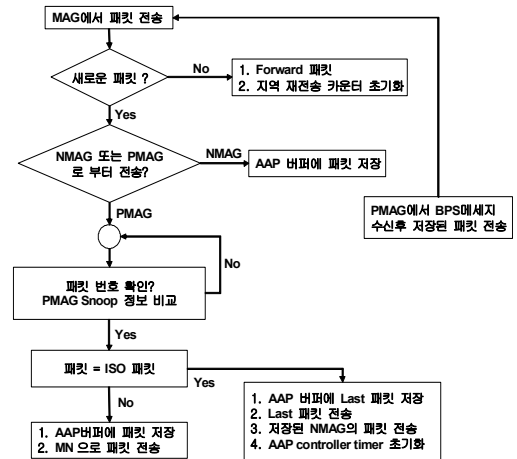 MAG에서 패킷 전송
새로운 패킷 ?
No
1. Forward 패킷
2. 지역 재전송 카운터 초기화
Yes
NMAG 또는 PMAG
로 부터 전송?
NMAG
AAP 버퍼에 패킷 저장
PMAG
PMAG에서 BPS메세지
수신후 저장된 패킷 전송
No
패킷 번호 확인?
PMAG Snoop 정보 비교
Yes
패킷 = ISO 패킷
Yes
No
1. AAP버퍼에 패킷 저장
2. MN 으로 패킷 전송
1. AAP 버퍼에 Last 패킷 저장
2. Last 패킷 전송
3. 저장된 NMAG의 패킷 전송
4. AAP controller timer 초기화